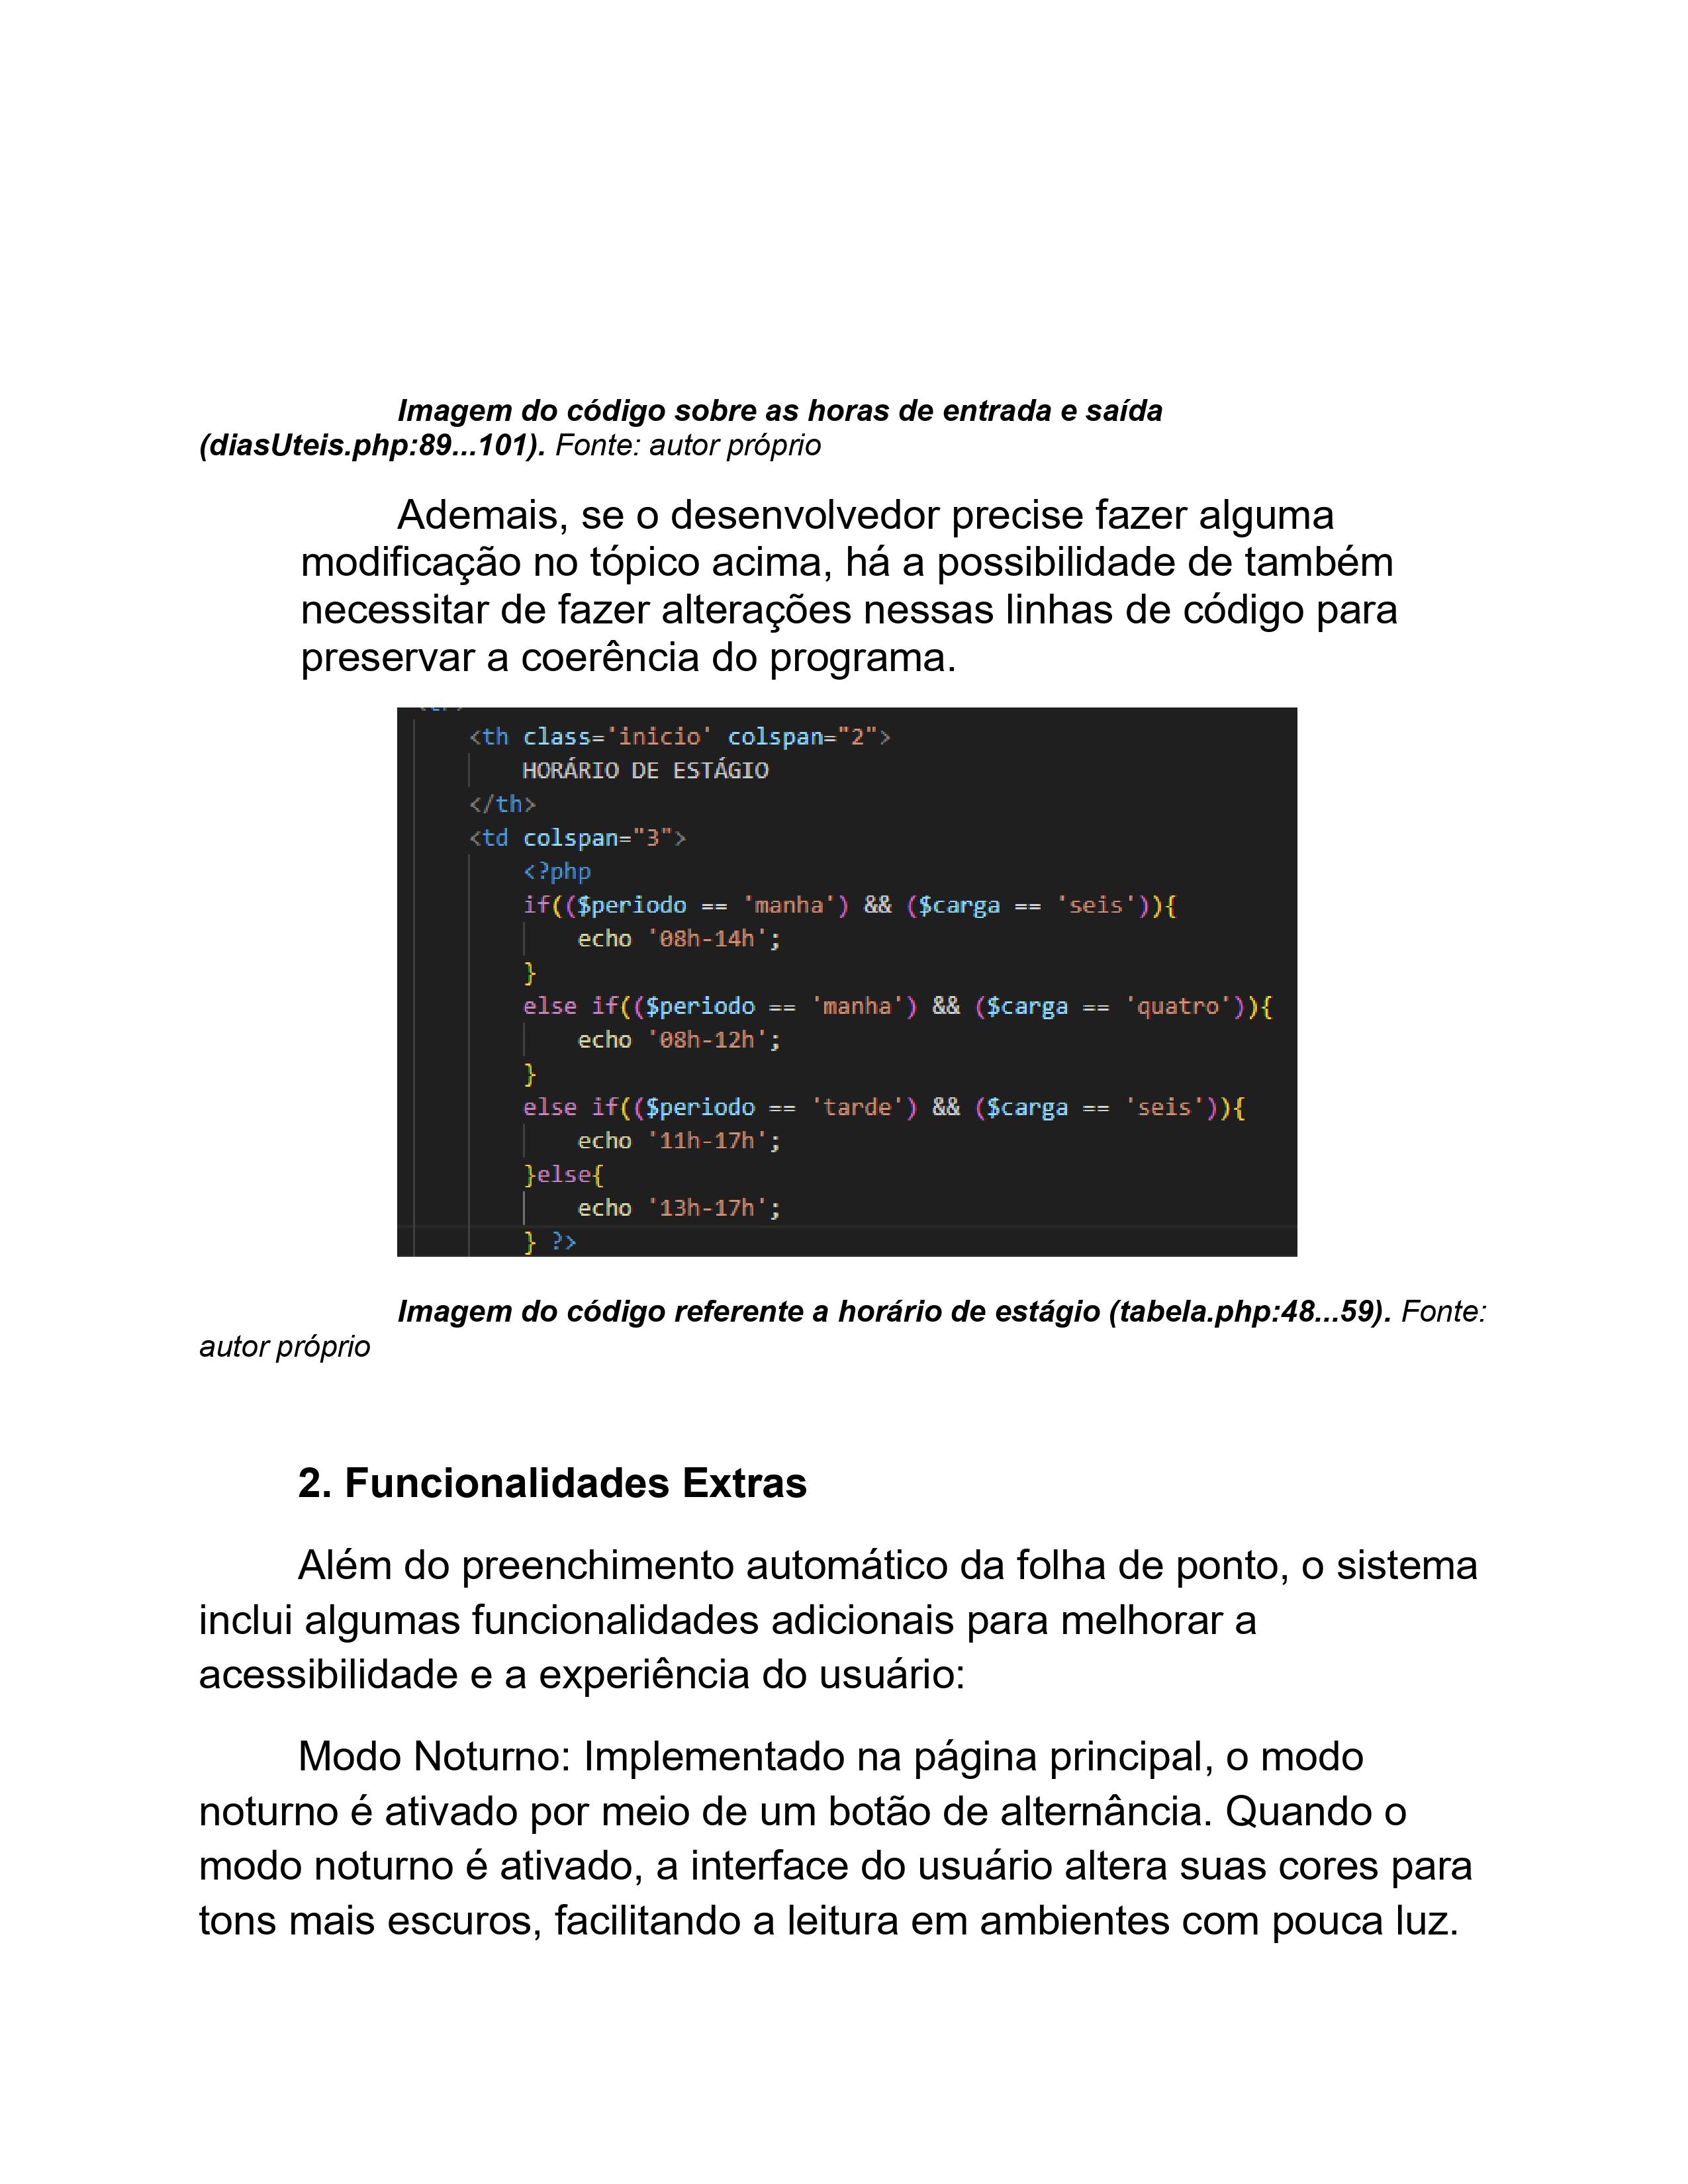 Imagem do código sobre as horas de entrada e saída
(diasUteis.php:89...101). Fonte: autor próprio
Ademais, se o desenvolvedor precise fazer alguma
modificação no tópico acima, há a possibilidade de também
necessitar de fazer alterações nessas linhas de código para
preservar a coerência do programa.
<th class='inicio' colspan="2">
HORÁRIO DE ESTÁGIO
</th>
<td colspan="3">
<?php
if(($periodo == 'manha') && ($carga == 'seis')){
echo '08h-14h';
}
else if(($periodo == 'manha') && ($carga == 'quatro')){
echo '08h-12h';
}
else if(($periodo == 'tarde') && ($carga == 'seis')){
echo '11h-17h';
}else{
echo '13h-17h';
} ?>
Imagem do código referente a horário de estágio (tabela.php:48...59). Fonte:
autor próprio
2. Funcionalidades Extras
Além do preenchimento automático da folha de ponto, o sistema
inclui algumas funcionalidades adicionais para melhorar a
acessibilidade e a experiência do usuário:
Modo Noturno: Implementado na página principal, o modo
noturno é ativado por meio de um botão de alternância. Quando o
modo noturno é ativado, a interface do usuário altera suas cores para
tons mais escuros, facilitando a leitura em ambientes com pouca luz.